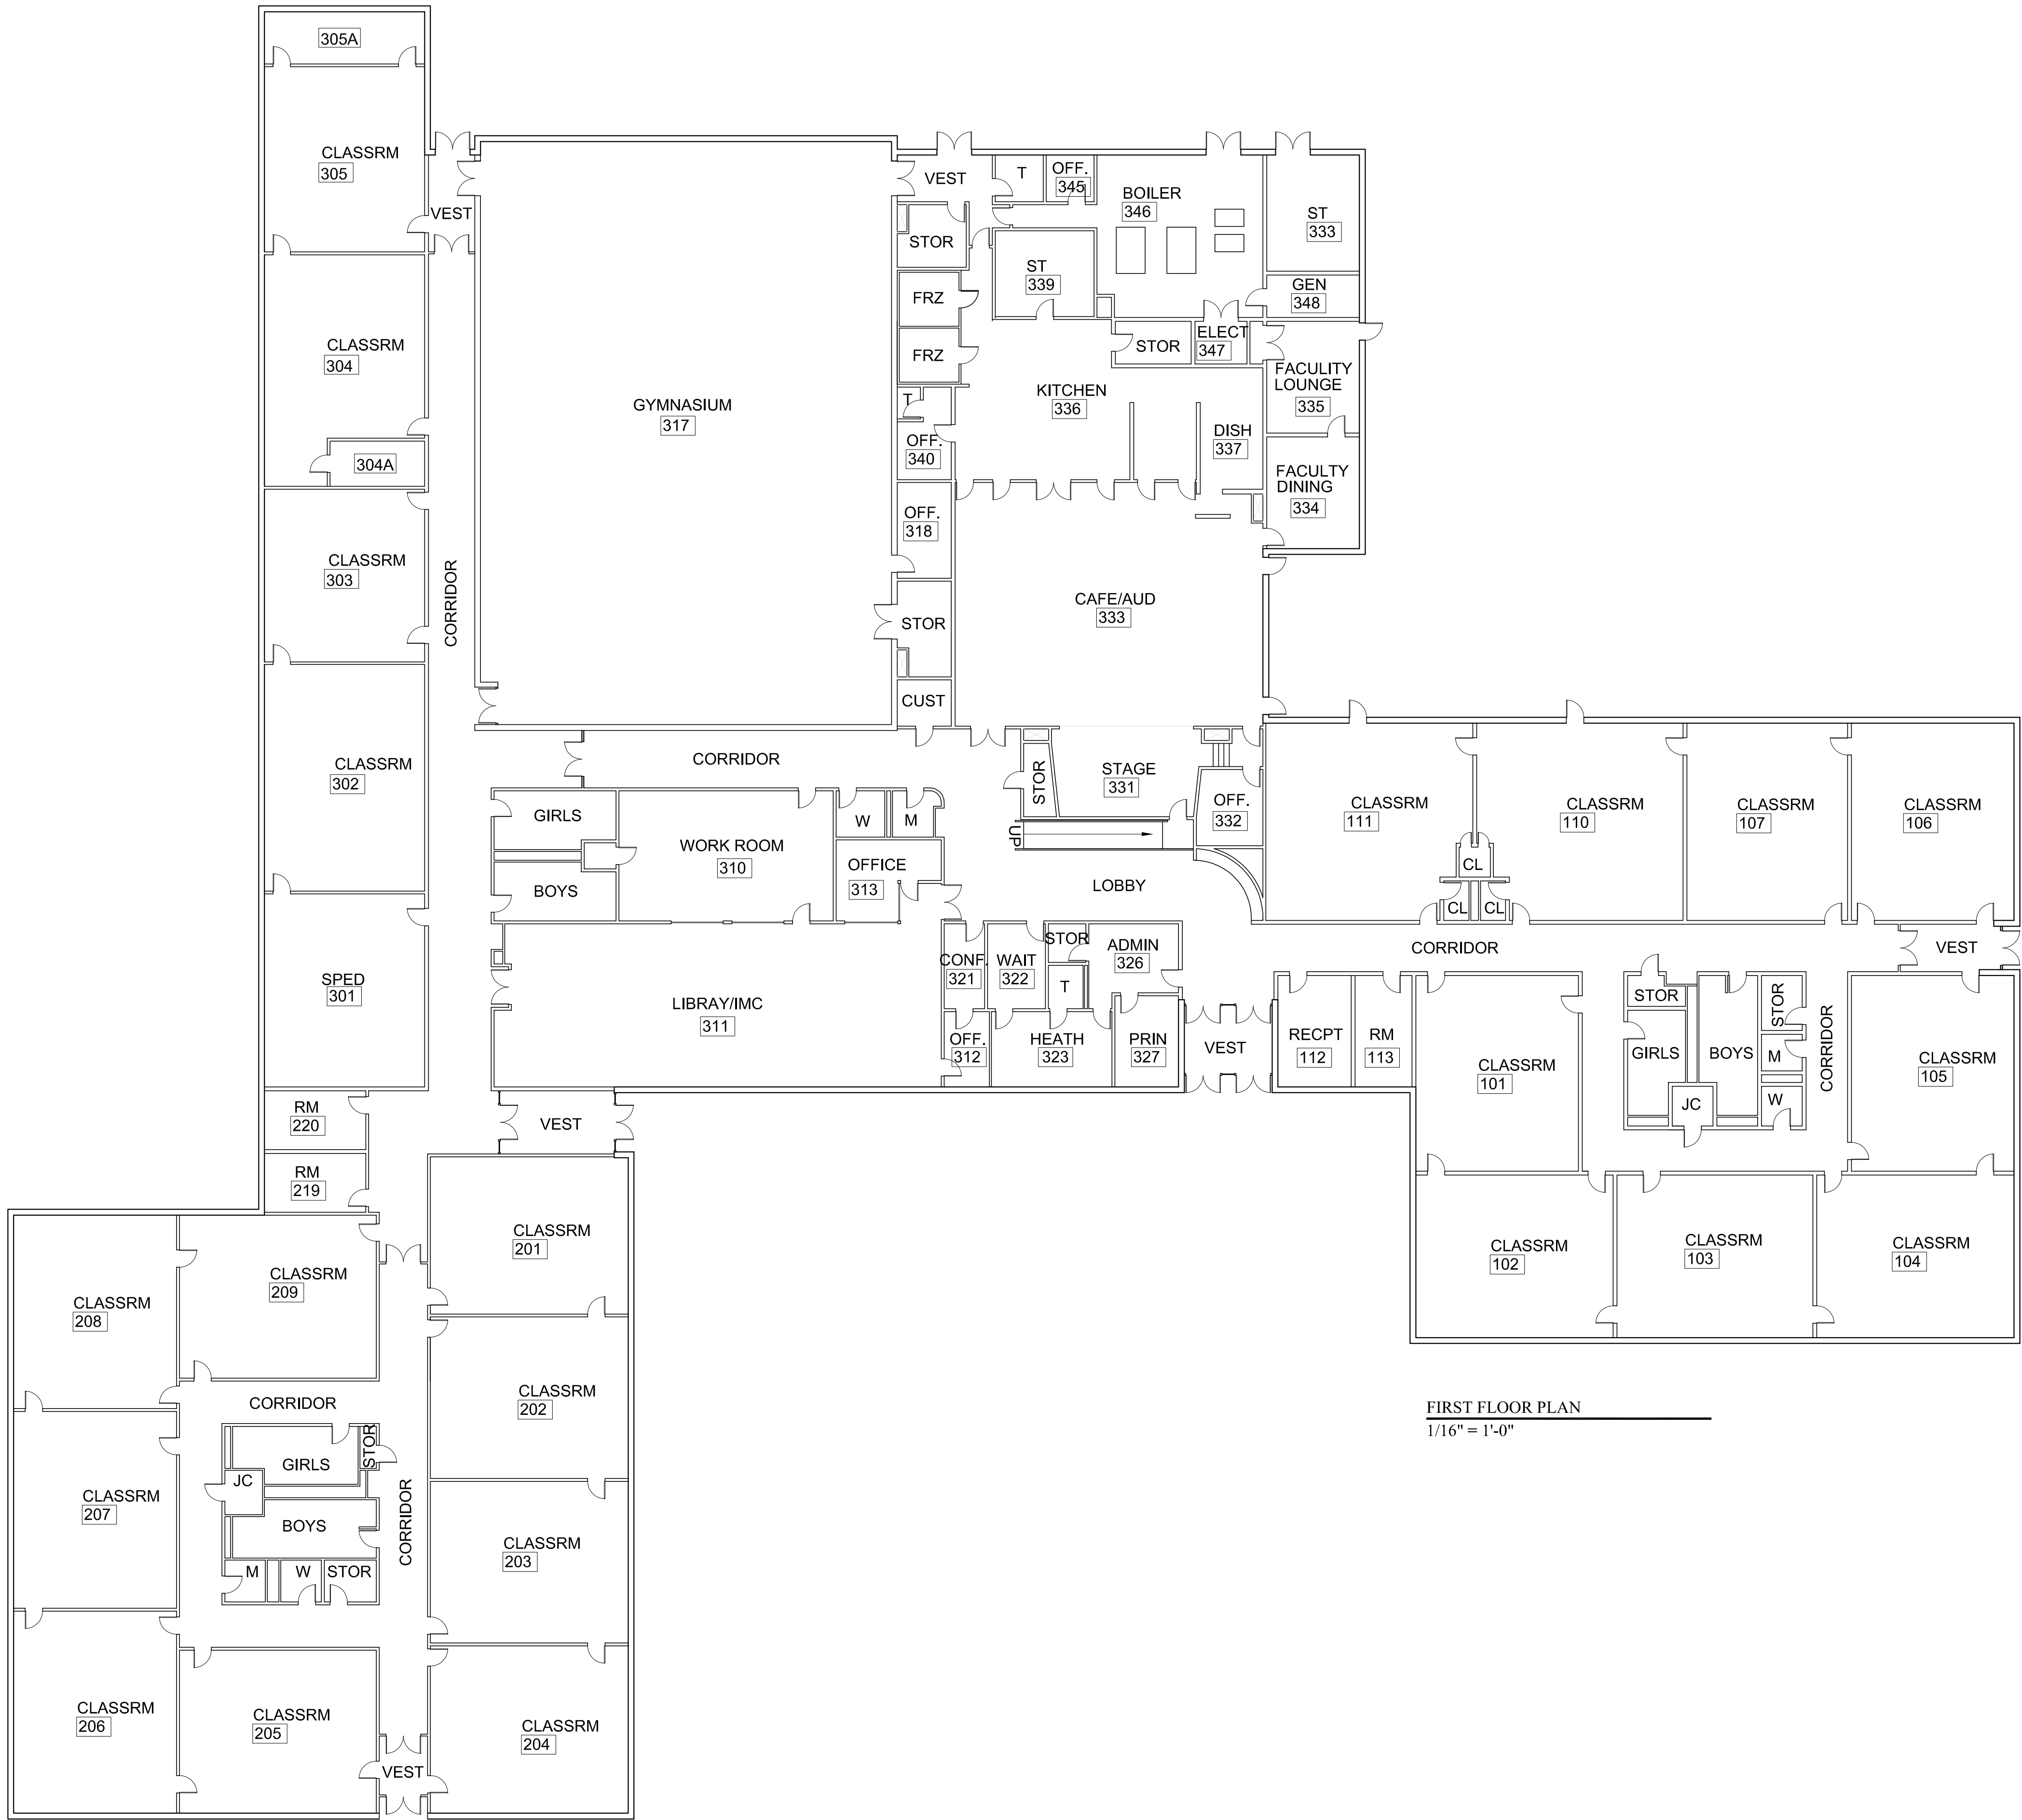 305A
CLASSRM
305
VEST
CLASSRM
304
304A
CLASSRM
303
CORRIDOR
CLASSRM
302
SPED
301
GYMNASIUM
317
VEST
T
OFF.
345
BOILER
346
ST
333
STOR
ST
339
GEN
348
FRZ
FRZ
STOR
ELECT
347
FACULITY
LOUNGE
335
T
KITCHEN
336
DISH
337
OFF.
340
FACULTY
DINING
334
OFF.
318
CAFE/AUD
333
STOR
CUST
CORRIDOR
STOR
STAGE
331
OFF.
332
UP
GIRLS
WORK ROOM
310
W
M
OFFICE
313
BOYS
LOBBY
CLASSRM
111
CLASSRM
110
CLASSRM
107
CLASSRM
106
CL
CL
CL
CORRIDOR
VEST
LIBRAY/IMC
311
CONF.
321
WAIT
322
STOR
T
ADMIN
326
OFF.
312
HEATH
323
PRIN
327
VEST
RECPT
112
RM
113
CLASSRM
101
STOR
GIRLS
BOYS
STOR
M
W
JC
CORRIDOR
CLASSRM
105
CLASSRM
102
CLASSRM
103
CLASSRM
104
RM
220
VEST
RM
219
CLASSRM
201
CLASSRM
209
CLASSRM
208
CLASSRM
202
CORRIDOR
GIRLS
STOR
JC
CLASSRM
207
BOYS
CORRIDOR
CLASSRM
203
M
W
STOR
CLASSRM
206
CLASSRM
205
CLASSRM
204
VEST
FIRST FLOOR PLAN
1/16" = 1'-0"